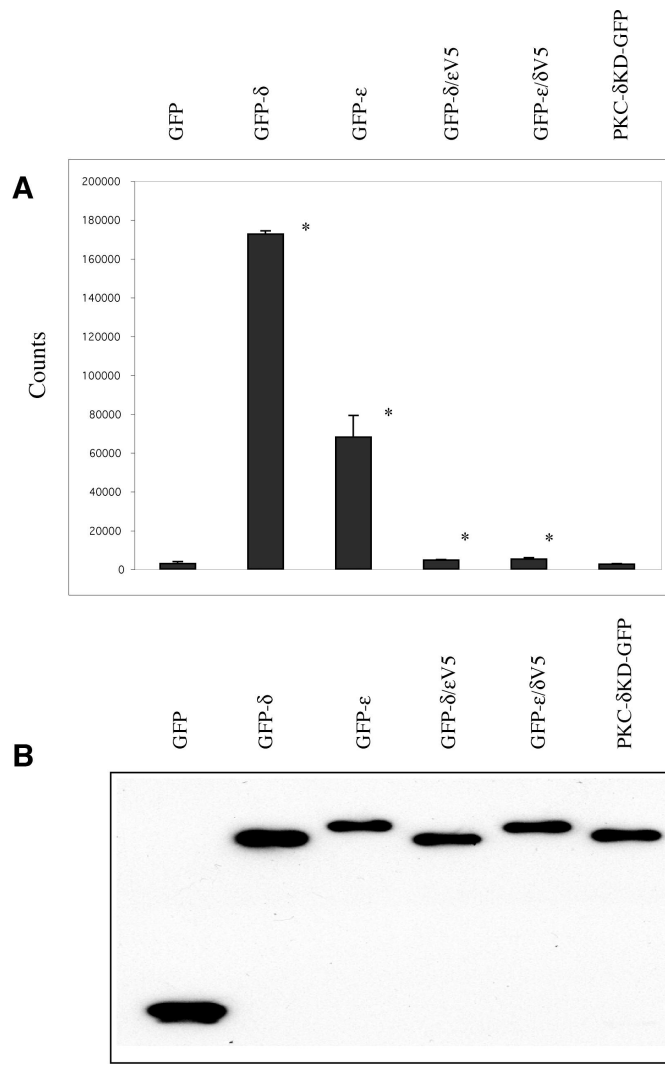 GFP
GFP-δ
GFP-ε
GFP-δ/εV5
GFP-ε/δV5
PKC-δKD-GFP
A
200000
180000
160000
140000
120000
100000
80000
60000
40000
20000
0
Counts
*
*
*
*
GFP
GFP-δ
GFP-ε
GFP-δ/εV5
GFP-ε/δV5
PKC-δKD-GFP
B